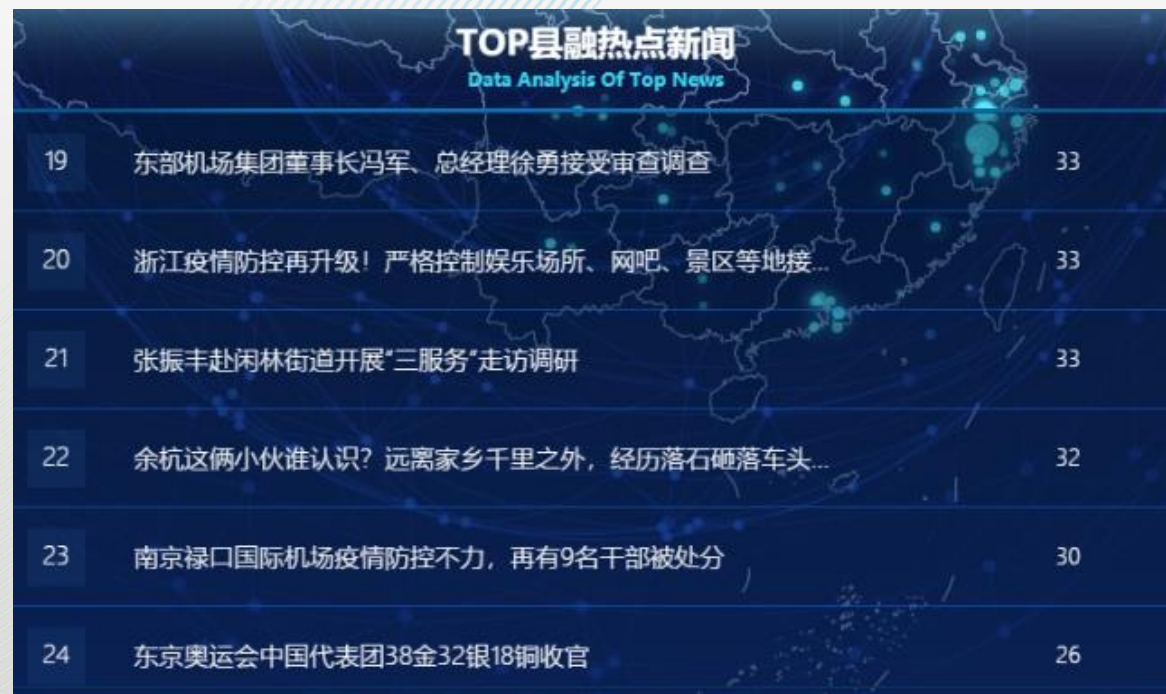 TOP县融热点新闻
Data Analysis Of Top News
19 东部机场集团董事长冯军、总经理徐勇接受审查调查 33
20 浙江疫情防控再升级！严格控制娱乐场所、网吧、景区等地接... 33
21 张振丰赴闲林街道开展“三服务”走访调研 33
22 余杭这俩小伙谁认识？远离家乡千里之外，经历落石砸落车头... 32
23 南京禄口国际机场疫情防控不力，再有9名干部被处分 30
24 东京奥运会中国代表团38金32银18铜收官 26